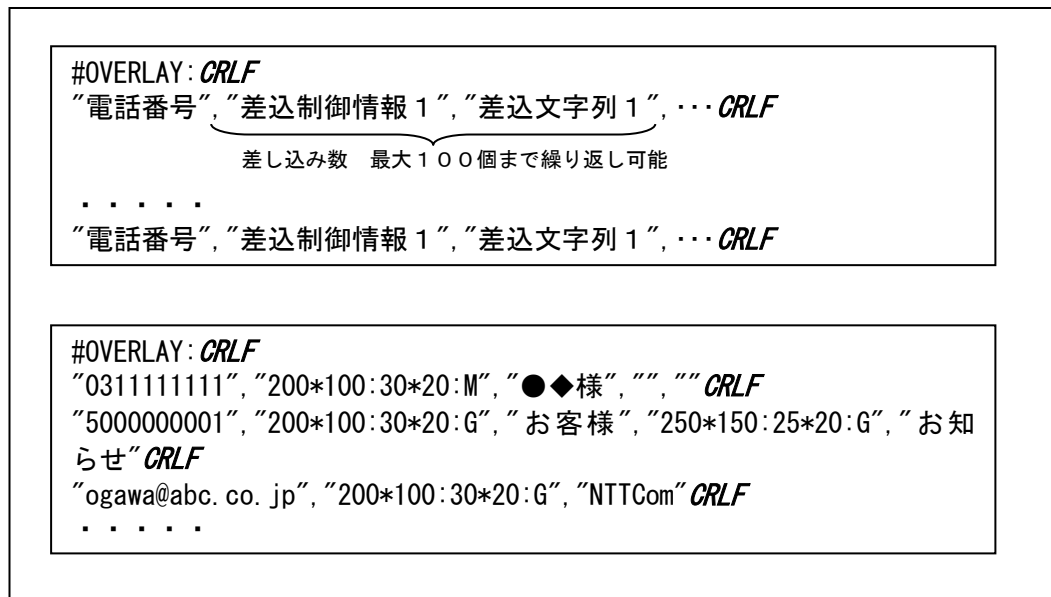 #OVERLAY:CRLF
"電話番号","差込制御情報１","差込文字列１",･･･CRLF
差し込み数　最大１００個まで繰り返し可能
・・・・・
"電話番号","差込制御情報１","差込文字列１",･･･CRLF
#OVERLAY:CRLF
"0311111111","200*100:30*20:M","●◆様","",""CRLF
"5000000001","200*100:30*20:G","お客様","250*150:25*20:G","お知
らせ"CRLF
"ogawa@abc.co.jp","200*100:30*20:G","NTTCom"CRLF
・・・・・